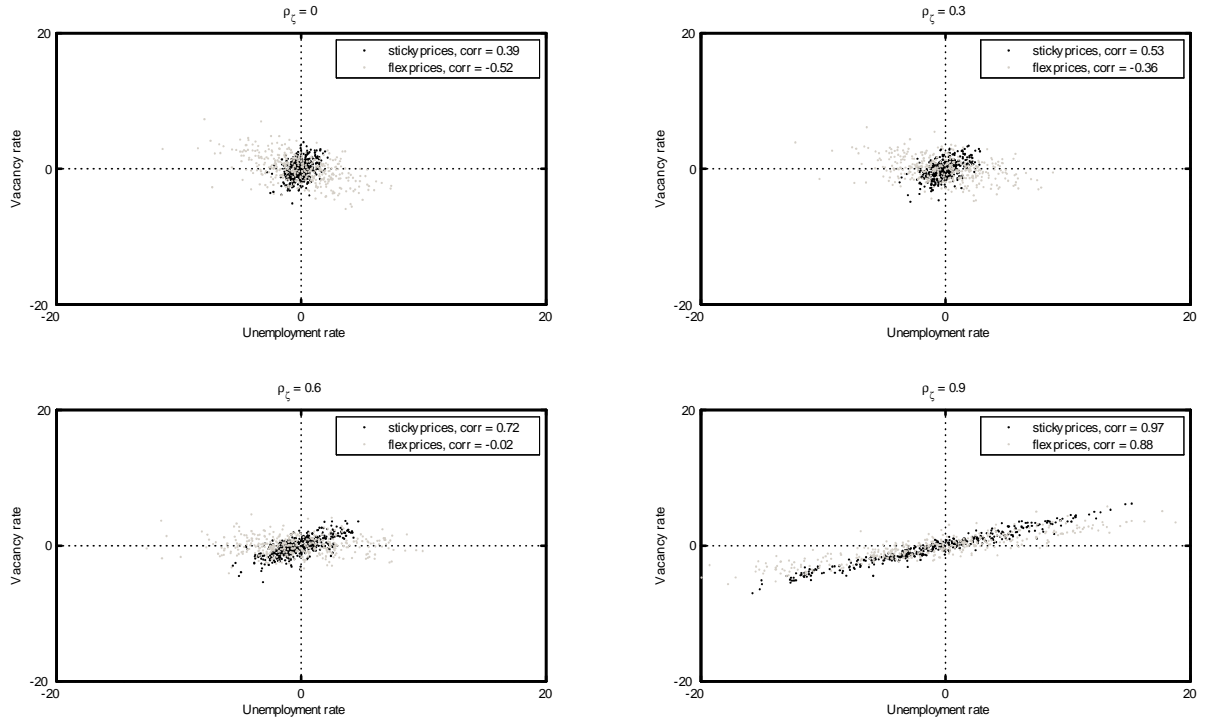 ρζ = 0
20
sticky prices, corr = 0.39
flex prices, corr = -0.52
Vacancy rate
0
-20
-20
0
20
Unemployment rate
ρζ = 0.3
20
sticky prices, corr = 0.53
flex prices, corr = -0.36
Vacancy rate
0
-20
-20
0
20
Unemployment rate
ρζ = 0.6
20
sticky prices, corr = 0.72
flex prices, corr = -0.02
Vacancy rate
0
-20
-20
0
20
Unemployment rate
ρζ = 0.9
20
sticky prices, corr = 0.97
flex prices, corr = 0.88
Vacancy rate
0
-20
-20
0
20
Unemployment rate